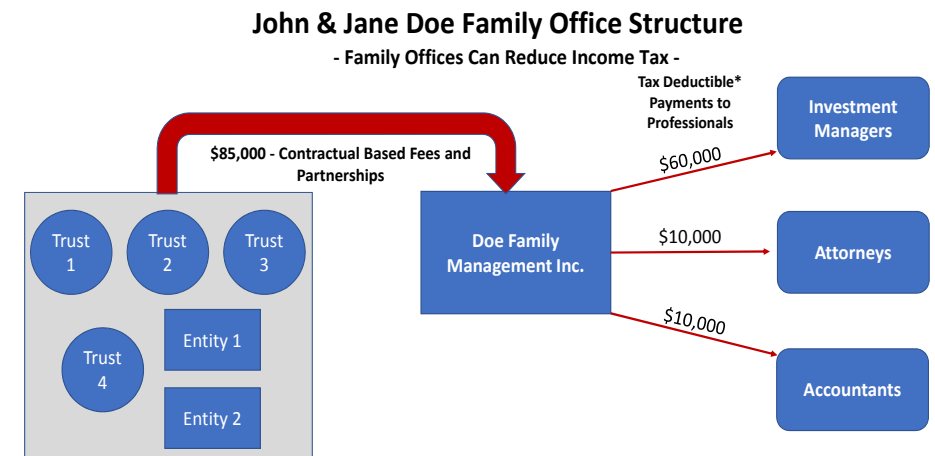 John & Jane Doe Family Office Structure
- Family Offices Can Reduce Income Tax -
Tax Deductible*
Payments to
Professionals
$85,000 - Contractual Based Fees and
Partnerships
Trust
1
Trust
2
Trust
3
Trust
4
Entity 1
Entity 2
Doe Family
Management Inc.
$60,000
$10,000
$10,000
Investment
Managers
Attorneys
Accountants